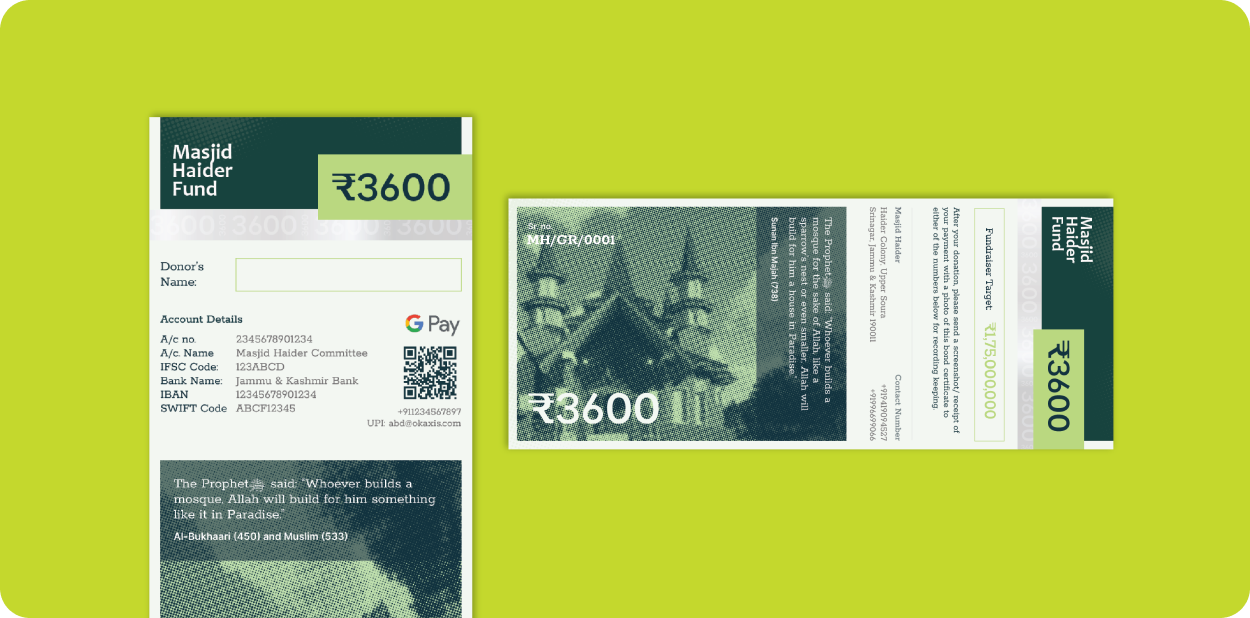 Masjid
Haider
Fund
₹3600
3600 3600 3600
Donor's
Name:
Account Details
A/c no. 2345678901234
A/c. Name Masjid Haider Committee
IFSC Code: 123ABCD
Bank Name: Jammu & Kashmir Bank
IBAN 12345678901234
SWIFT Code ABCF12345
G Pay
+911234567897
UPI: abd@okaxis.com
The Prophetﷺ said: "Whoever builds a
mosque, Allah will build for him something
like it in Paradise."
Al-Bukhaari (450) and Muslim (533)
Sr no.
MH/GR/0001
₹3600
The Prophetﷺ said: "Whoever builds a
mosque for the sake of Allah, like a
sparrow's nest or even smaller, Allah will
build for him a house in Paradise."
Sunan Ibn Majah (738)
Masjid Haider
Haider Colony, Upper Soura
Srinagar, Jammu & Kashmir 190011
Contact Number
+919419094527
+919796699066
After your donation, please send a screenshot/ receipt of
your payment with a photo of this bond certificate to
either of the numbers below for recording keeping.
Fundraiser Target: ₹1,75,000,000
3600
Masjid
Haider
Fund
₹3600